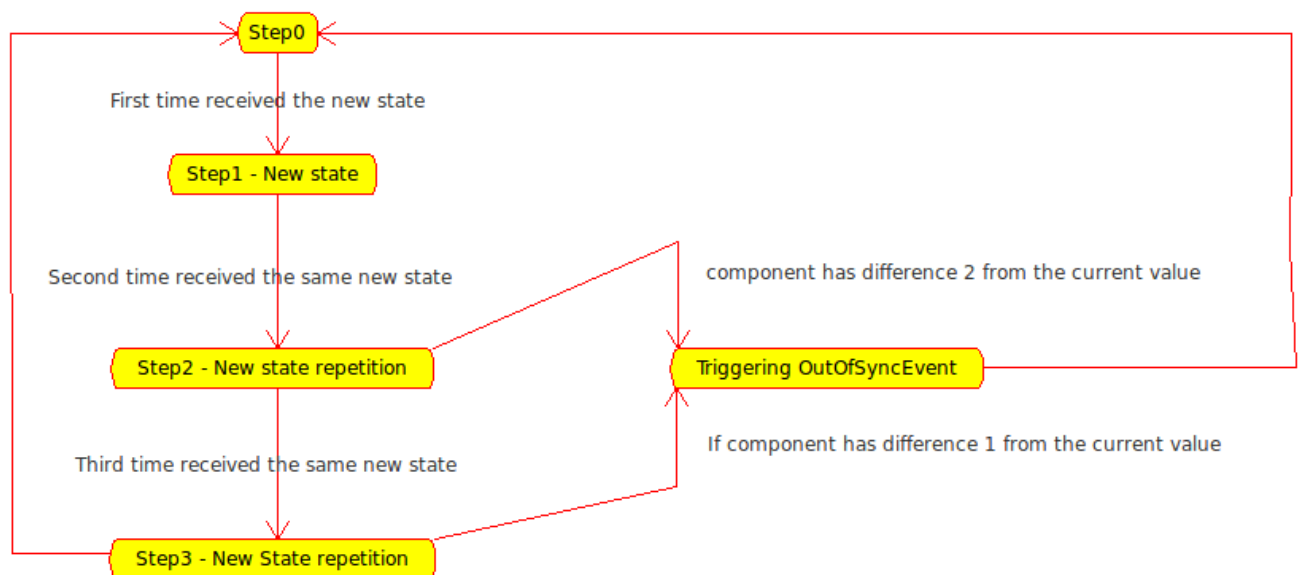 Step0
First time received the new state
Step1 - New state
Second time received the same new state
component has difference 2 from the current value
Step2 - New state repetition
Triggering OutOfSyncEvent
If component has difference 1 from the current value
Third time received the same new state
Step3 - New State repetition